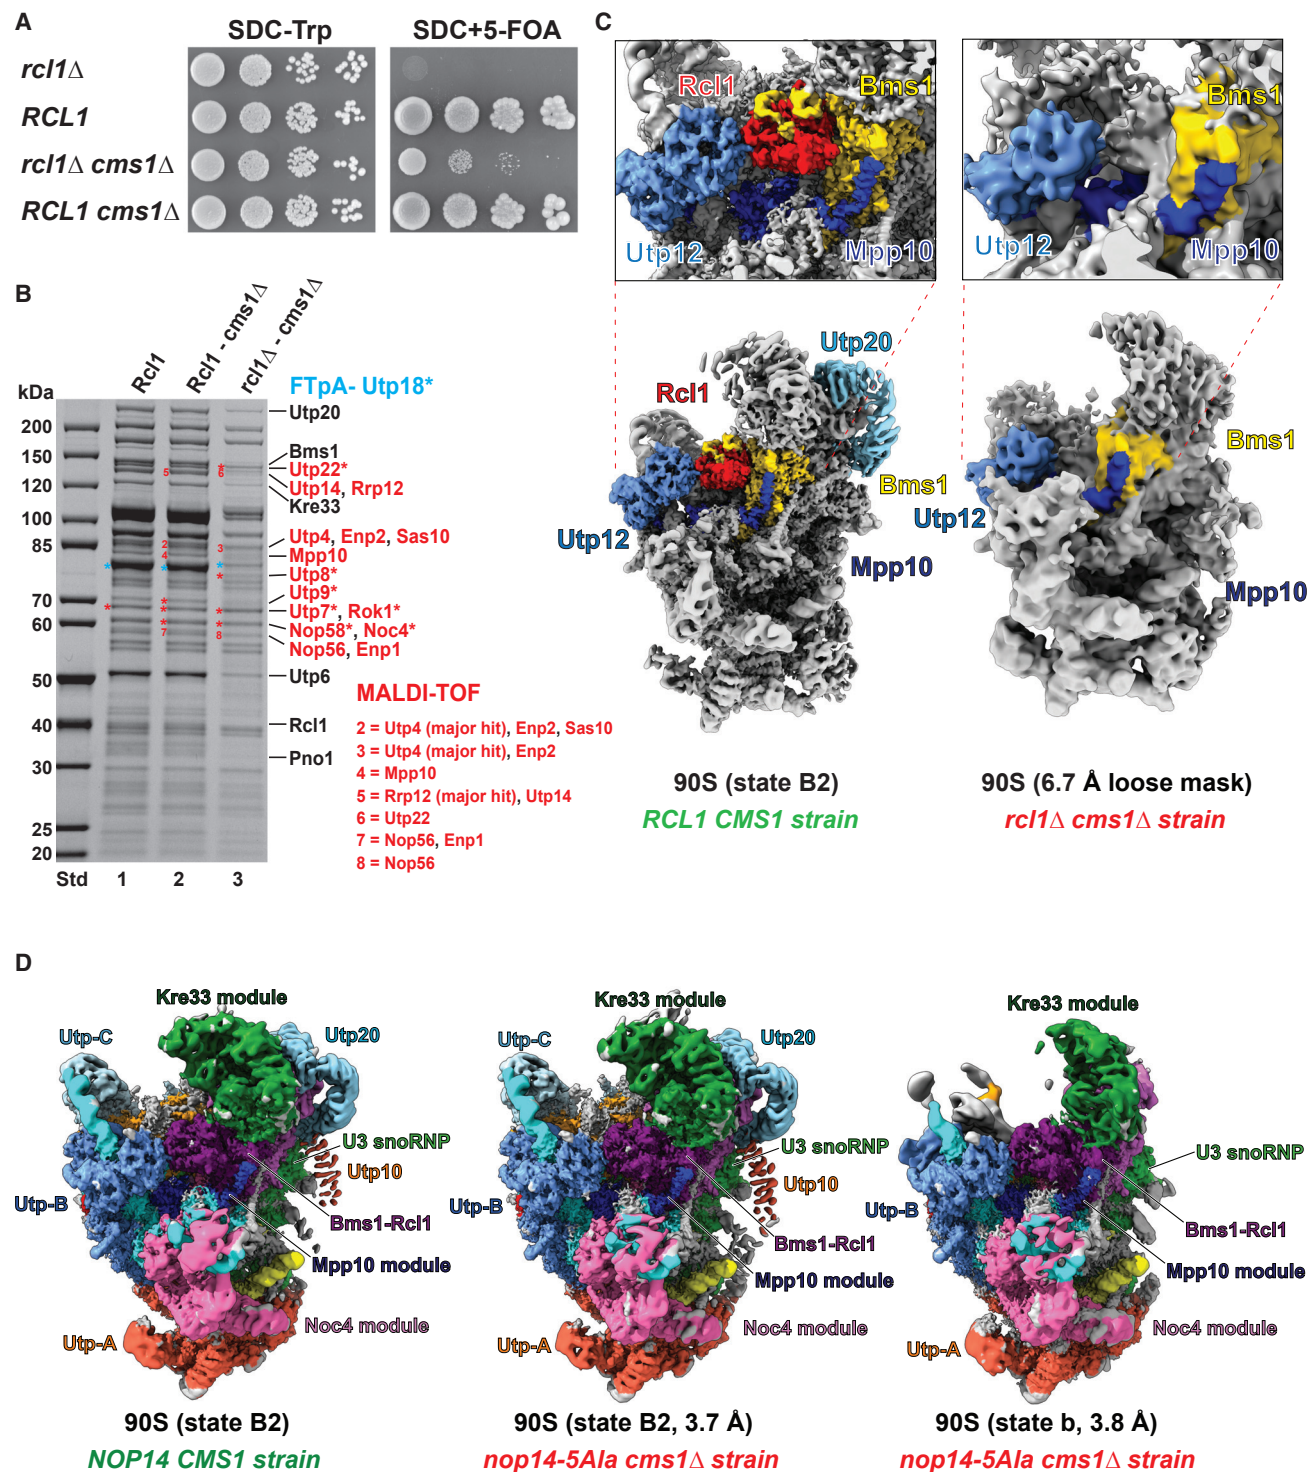 A
SDC-Trp SDC+5-FOA
rcl1Δ
RCL1
rcl1Δ cms1Δ
RCL1 cms1Δ
B
Rcl1
Rcl1 - cms1Δ
rcl1Δ - cms1Δ
FTpA- Utp18*
kDa
200
150
120
100
85
70
60
50
40
30
25
20
Std 1 2 3
Utp20
Bms1
Utp22*
Utp14, Rrp12
Kre33
Utp4, Enp2, Sas10
Mpp10
Utp8*
Utp9*
Utp7*, Rok1*
Nop58*, Noc4*
Nop56, Enp1
Utp6
Rcl1
Pno1
5
*
6
2
4
3
*
*
*
*
*
*
*
*
*
*
*
7
8
MALDI-TOF
2 = Utp4 (major hit), Enp2, Sas10
3 = Utp4 (major hit), Enp2
4 = Mpp10
5 = Rrp12 (major hit), Utp14
6 = Utp22
7 = Nop56, Enp1
8 = Nop56
C
Rcl1
Bms1
Utp12
Mpp10
Bms1
Utp12
Mpp10
Utp20
Rcl1
Bms1
Utp12
Mpp10
Bms1
Utp12
Mpp10
90S (state B2)
RCL1 CMS1 strain
90S (6.7 Å loose mask)
rcl1Δ cms1Δ strain
D
Kre33 module
Utp-C
Utp20
U3 snoRNP
Utp10
Utp-B
Bms1-Rcl1
Mpp10 module
Noc4 module
Utp-A
90S (state B2)
NOP14 CMS1 strain
Kre33 module
Utp-C
Utp20
U3 snoRNP
Utp10
Utp-B
Bms1-Rcl1
Mpp10 module
Noc4 module
Utp-A
90S (state B2, 3.7 Å)
nop14-5Ala cms1Δ strain
Kre33 module
U3 snoRNP
Utp-B
Bms1-Rcl1
Mpp10 module
Noc4 module
Utp-A
90S (state b, 3.8 Å)
nop14-5Ala cms1Δ strain